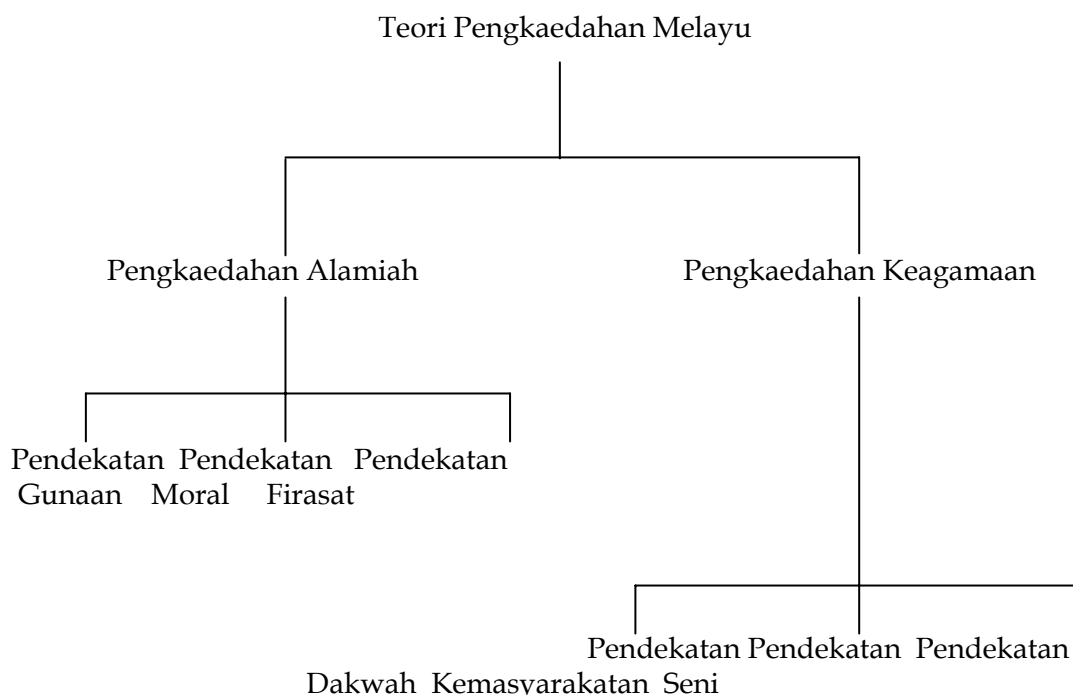 Teori Pengkaedahan Melayu
Pengkaedahan Alamiah
Pengkaedahan Keagamaan
Pendekatan Pendekatan Pendekatan
Gunaan Moral Firasat
Pendekatan Pendekatan Pendekatan
Dakwah Kemasyarakatan Seni